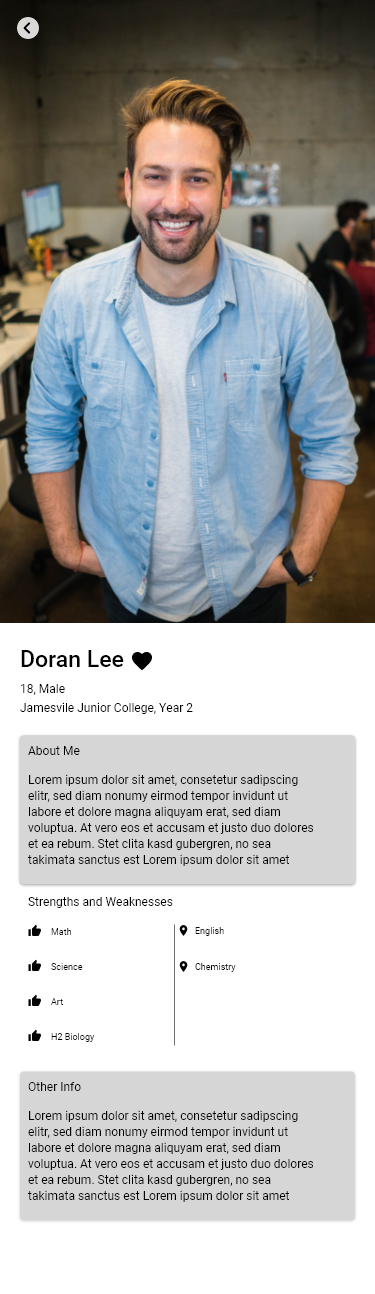 Doran Lee
18, Male
Jamesvile Junior College, Year 2
About Me
Lorem ipsum dolor sit amet, consetetur sadipscing
elitr, sed diam nonumy eirmod tempor invidunt ut
labore et dolore magna aliquyam erat, sed diam
voluptua. At vero eos et accusam et justo duo dolores
et ea rebum. Stet clita kasd gubergren, no sea
takimata sanctus est Lorem ipsum dolor sit amet
Strengths and Weaknesses
Math
Science
Art
H2 Biology
English
Chemistry
Other Info
Lorem ipsum dolor sit amet, consetetur sadipscing
elitr, sed diam nonumy eirmod tempor invidunt ut
labore et dolore magna aliquyam erat, sed diam
voluptua. At vero eos et accusam et justo duo dolores
et ea rebum. Stet clita kasd gubergren, no sea
takimata sanctus est Lorem ipsum dolor sit amet